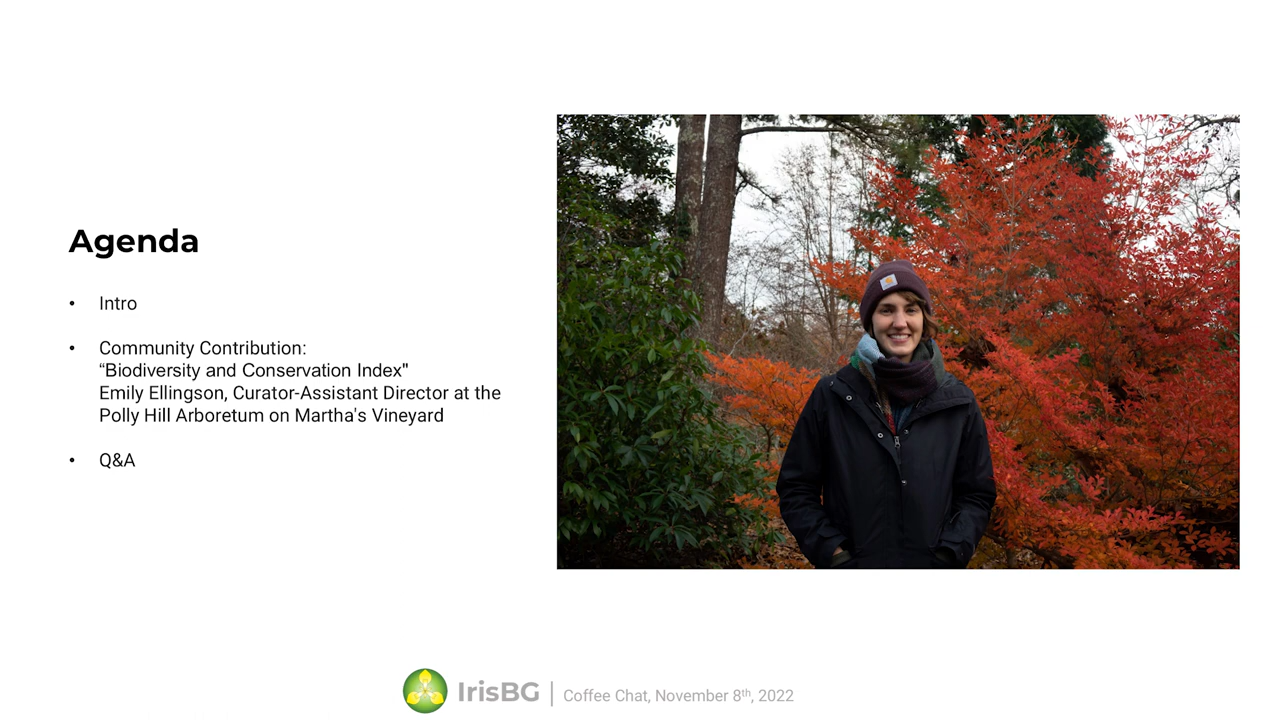 Agenda
• Intro
• Community Contribution:
“Biodiversity and Conservation Index"
Emily Ellingson, Curator-Assistant Director at the
Polly Hill Arboretum on Martha's Vineyard
• Q&A
IrisBG | Coffee Chat, November 8th, 2022